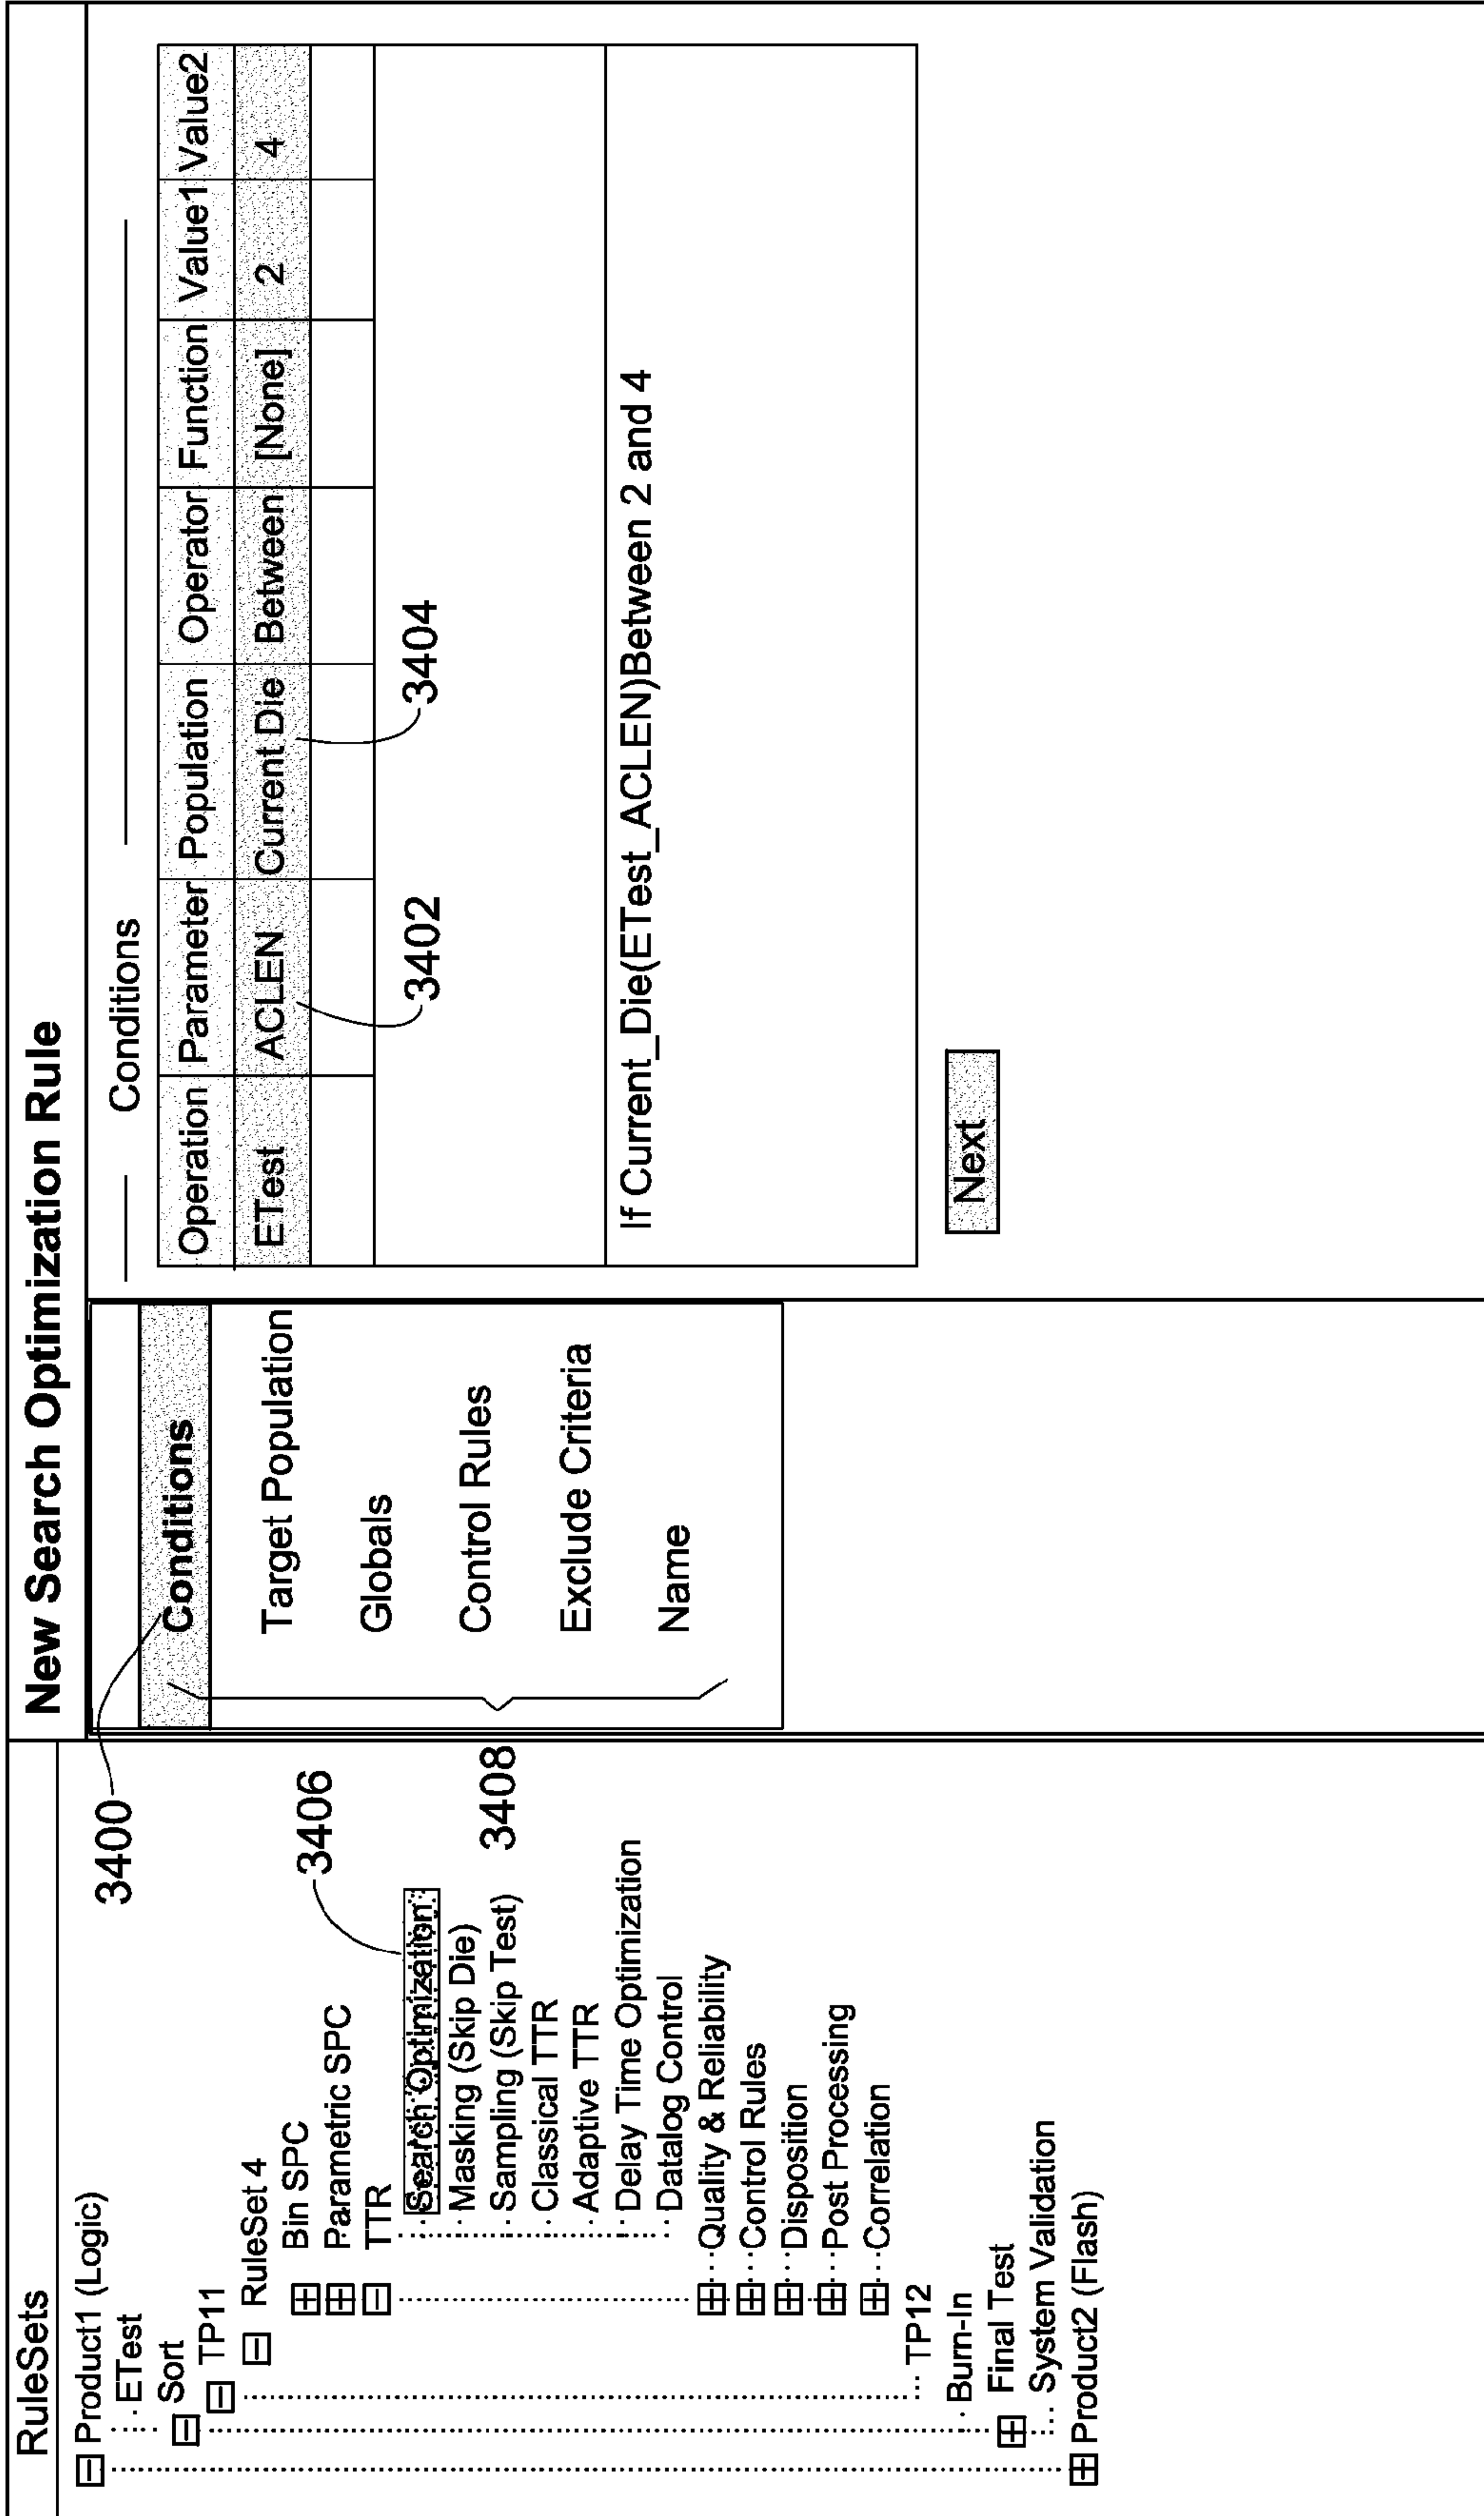 RuleSets
Product1 (Logic)
ETest
Sort
TP11
RuleSet 4
Bin SPC
Parametric SPC
TTR
Search Optimization
Masking (Skip Die)
Sampling (Skip Test)
Classical TTR
Adaptive TTR
Delay Time Optimization
Datalog Control
Quality & Reliability
Control Rules
Disposition
Post Processing
Correlation
TP12
Burn-In
Final Test
System Validation
Product2 (Flash)
3400
3406
3408
New Search Optimization Rule
Conditions
Target Population
Globals
Control Rules
Exclude Criteria
Name
Conditions
Operation Parameter Population Operator Function Value1 Value2
ETest ACLEN Current Die Between [None] 2 4
3402
3404
If Current_Die(ETest_ACLEN)Between 2 and 4
Next